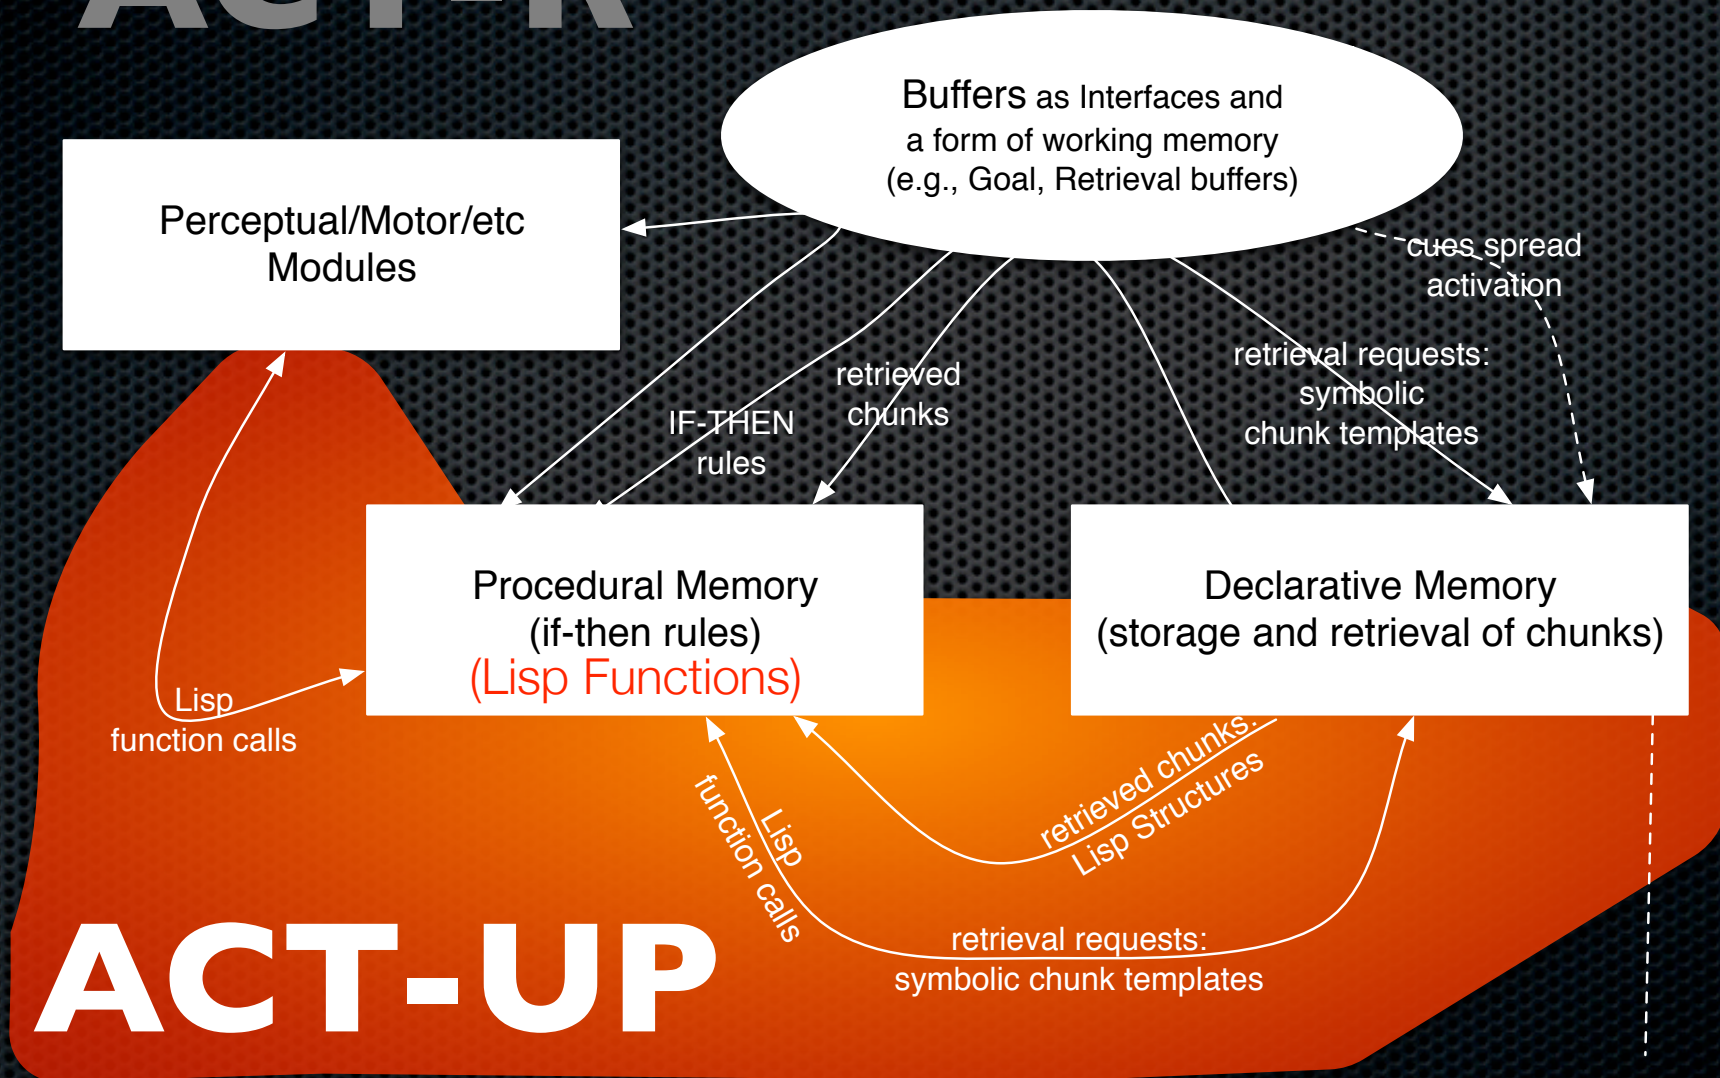 ACT-R
Buffers as Interfaces and
a form of working memory
(e.g., Goal, Retrieval buffers)
Perceptual/Motor/etc
Modules
cues spread
activation
retrieval requests:
symbolic
chunk templates
retrieved
chunks
IF-THEN
rules
Procedural Memory
(if-then rules)
(Lisp Functions)
Declarative Memory
(storage and retrieval of chunks)
Lisp
function calls
Lisp
function calls
retrieved chunks:
Lisp Structures
retrieval requests:
symbolic chunk templates
ACT-UP